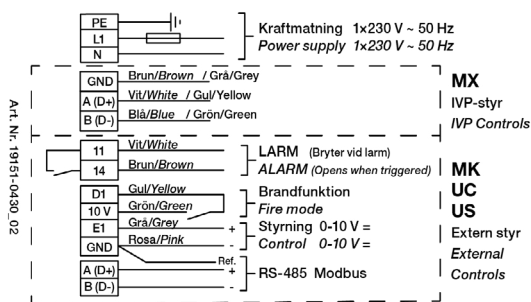 PE
L1
N
Kraftmatning 1×230 V ~ 50 Hz
Power supply 1×230 V ~ 50 Hz
GND Brun/Brown / Grå/Grey
A (D+) Vit/White / Gul/Yellow
B (D-) Blå/Blue / Grön/Green
MX
IVP-styr
IVP Controls
11 Vit/White
14 Brun/Brown
LARM (Bryter vid larm)
ALARM (Opens when triggered)
D1 Gul/Yellow
10 V Grön/Green
Brandfunktion
Fire mode
E1 Grå/Grey +
GND Rosa/Pink -
Styrning 0-10 V =
Control 0-10 V =
Ref.
A (D+) +
B (D-) -
RS-485 Modbus
MK
UC
US
Extern styr
External
Controls
Art. Nr. 19151-0430_02